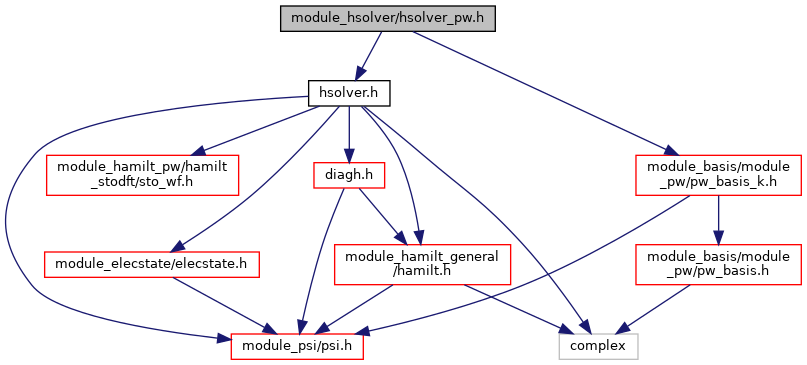 module_hsolver/hsolver_pw.h
hsolver.h
module_hamilt_pw/hamilt
_stodft/sto_wf.h
diagh.h
module_basis/module
_pw/pw_basis_k.h
module_elecstate/elecstate.h
module_hamilt_general
/hamilt.h
module_basis/module
_pw/pw_basis.h
module_psi/psi.h
complex